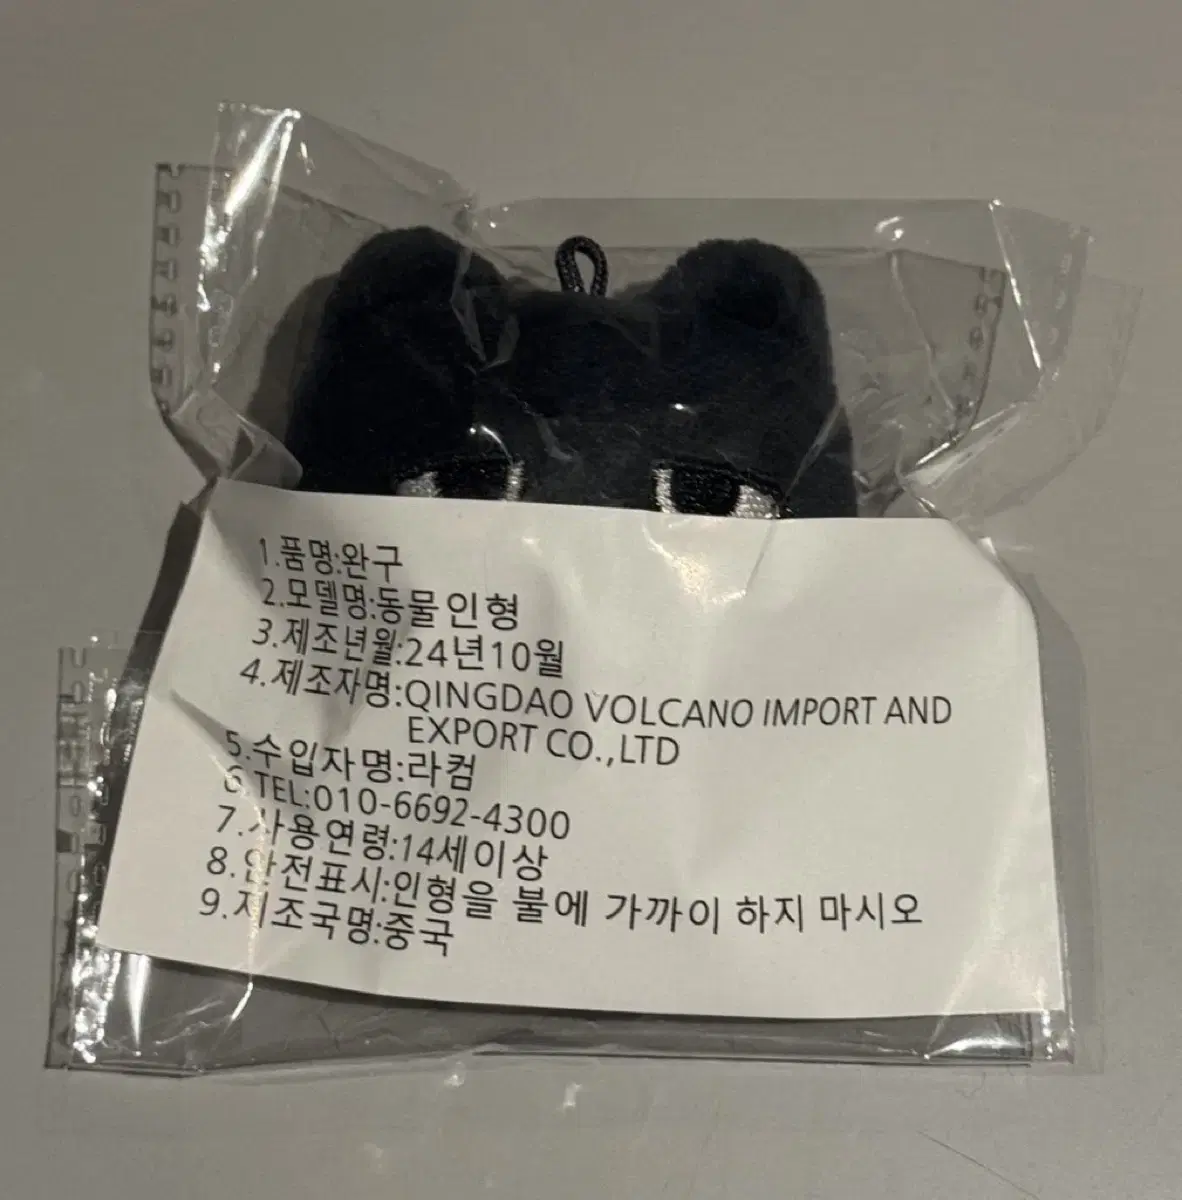 1.품명:완구
2.모델명:동물인형
3.제조년월:24년10월
4.제조자명:QINGDAO VOLCANO IMPORT AND
EXPORT CO.,LTD
5.수입자명:라컴
6.TEL:010-6692-4300
7.사용연령:14세이상
8.안전표시:인형을 불에 가까이 하지 마시오
9.제조국명:중국